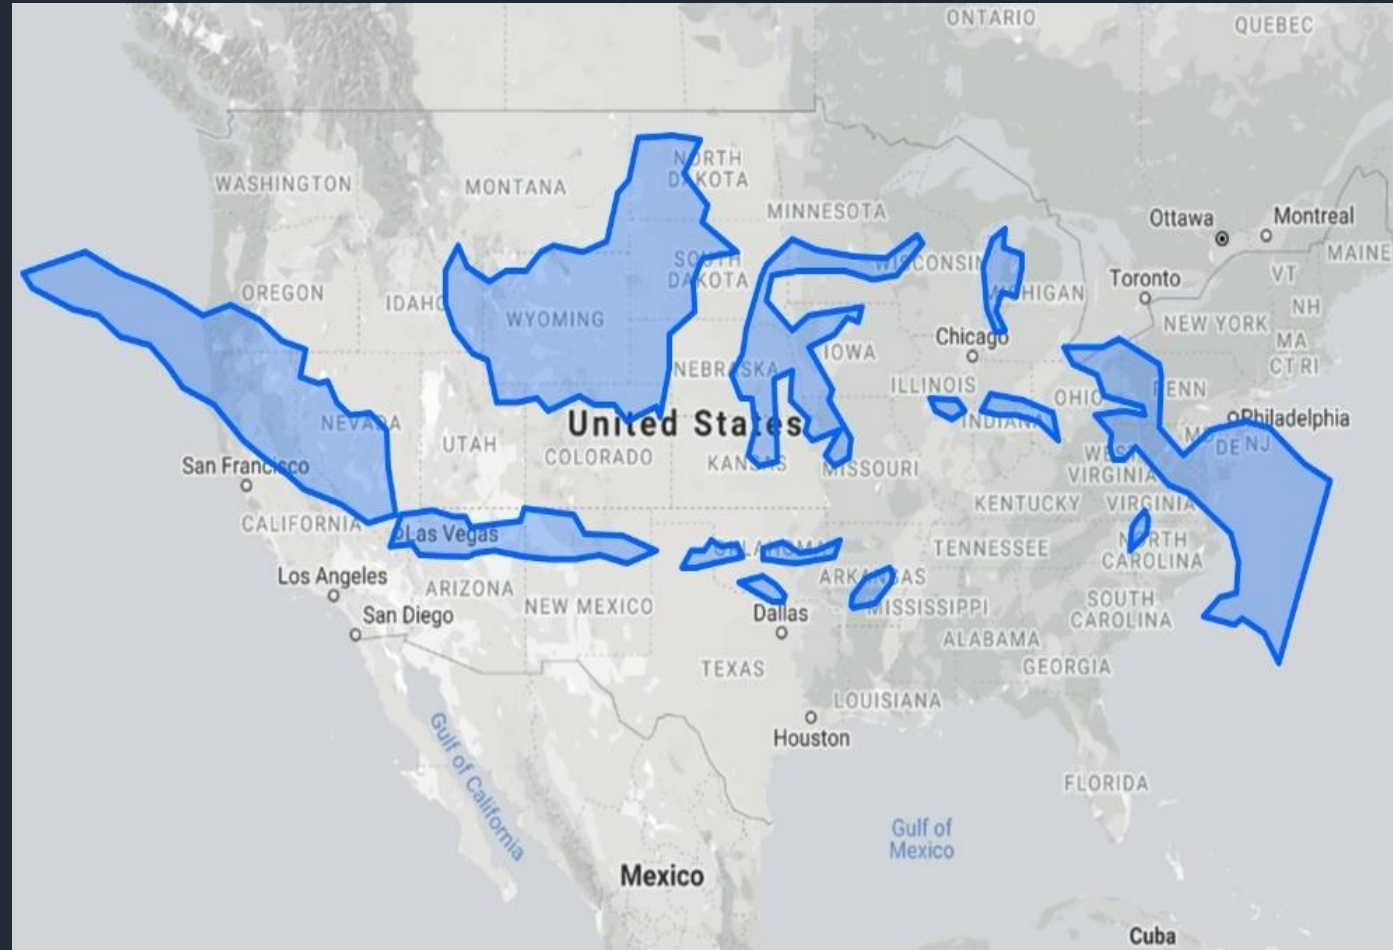 ONTARIO
QUEBEC
WASHINGTON
MONTANA
NORTH
DAKOTA
MINNESOTA
Ottawa
Montreal
MAINE
OREGON
IDAHO
WYOMING
SOUTH
DAKOTA
WISCONSIN
MICHIGAN
Toronto
VT
NH
NEW YORK
MA
CT RI
NEBRASKA
IOWA
Chicago
ILLINOIS
INDIANA
OHIO
PENN
Philadelphia
MD
DE NJ
NEVADA
UTAH
United States
COLORADO
KANSAS
MISSOURI
WEST
VIRGINIA
San Francisco
CALIFORNIA
KENTUCKY
VIRGINIA
Las Vegas
OKLAHOMA
TENNESSEE
NORTH
CAROLINA
Los Angeles
ARIZONA
NEW MEXICO
ARKANSAS
San Diego
Dallas
MISSISSIPPI
SOUTH
CAROLINA
ALABAMA
TEXAS
GEORGIA
LOUISIANA
Houston
Gulf of California
FLORIDA
Gulf of
Mexico
Mexico
Cuba